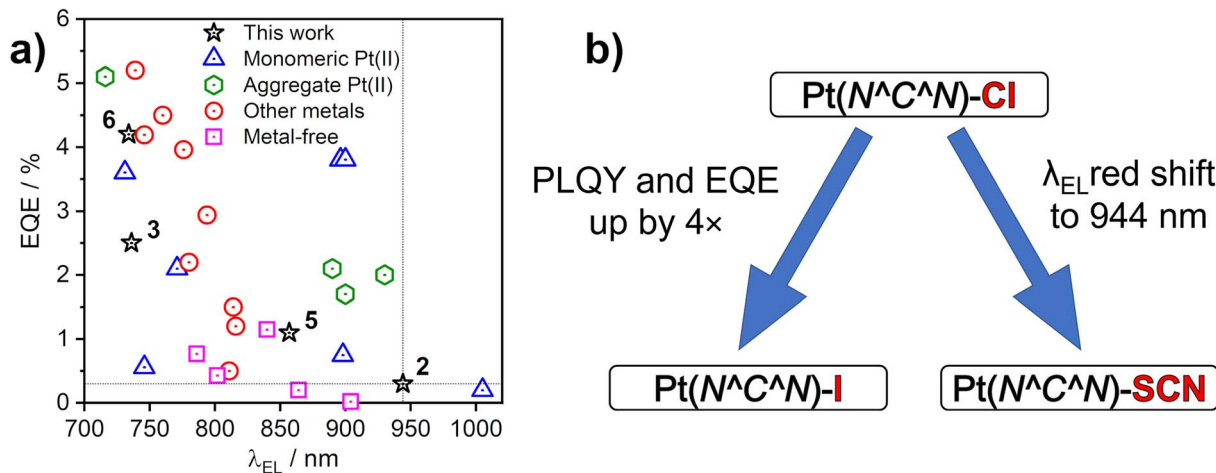 a)
6
5
4
3
2
1
0
EQE / %
700
750
800
850
900
950
1000
λEL / nm
This work
Monomeric Pt(II)
Aggregate Pt(II)
Other metals
Metal-free
6
3
5
2
b)
Pt(N^C^N)-Cl
PLQY and EQE
up by 4×
λEL red shift
to 944 nm
Pt(N^C^N)-I
Pt(N^C^N)-SCN